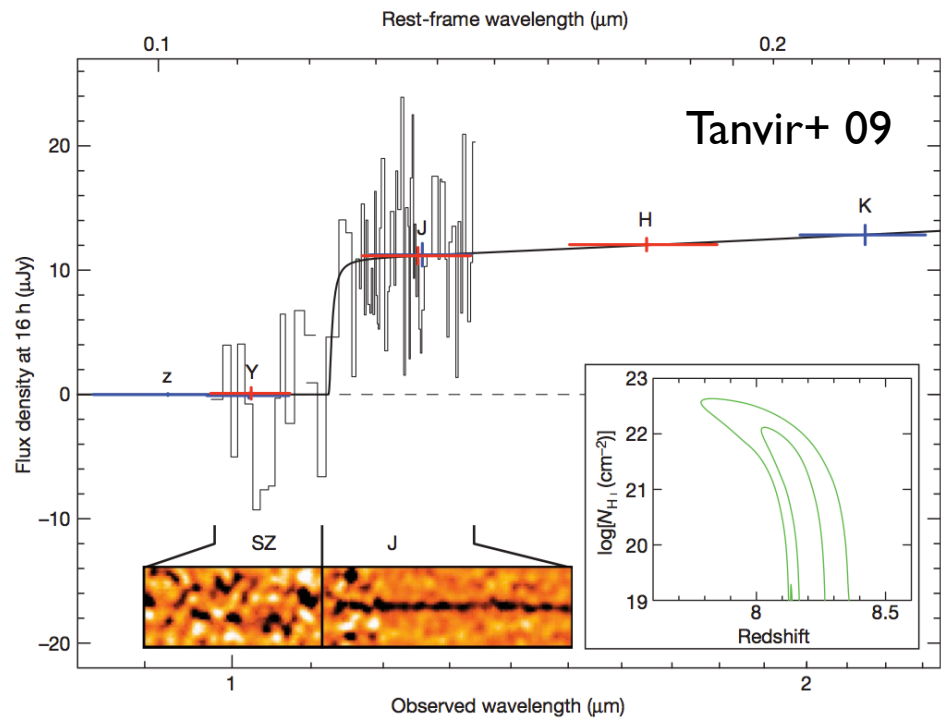 Rest-frame wavelength (μm)
0.1
0.2
Tanvir+ 09
20
10
0
−10
−20
Flux density at 16 h (μJy)
z
Y
J
H
K
SZ
J
23
22
21
20
19
log[N_H I (cm⁻²)]
8
8.5
Redshift
1
2
Observed wavelength (μm)